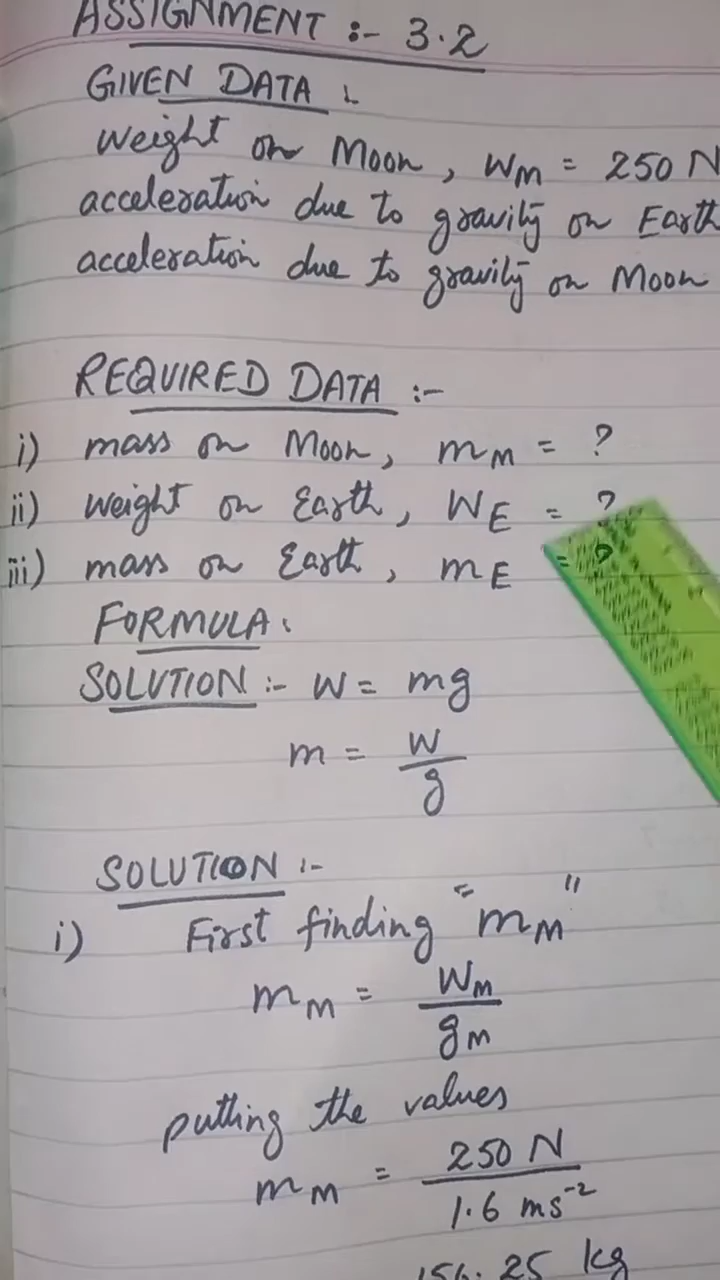 ASSIGNMENT :- 3.2
GIVEN DATA :
Weight on Moon, WM = 250 N
acceleration due to gravity on Earth
acceleration due to gravity on Moon
REQUIRED DATA :-
i) mass on Moon, mM = ?
ii) weight on Earth, WE = ?
iii) mass on Earth, mE = ?
FORMULA:
SOLUTION :- W = mg
m = W/g
SOLUTION :-
i) First finding "mM"
mM = WM/gM
putting the values
mM = 250 N/1.6 ms⁻²
156.25 kg